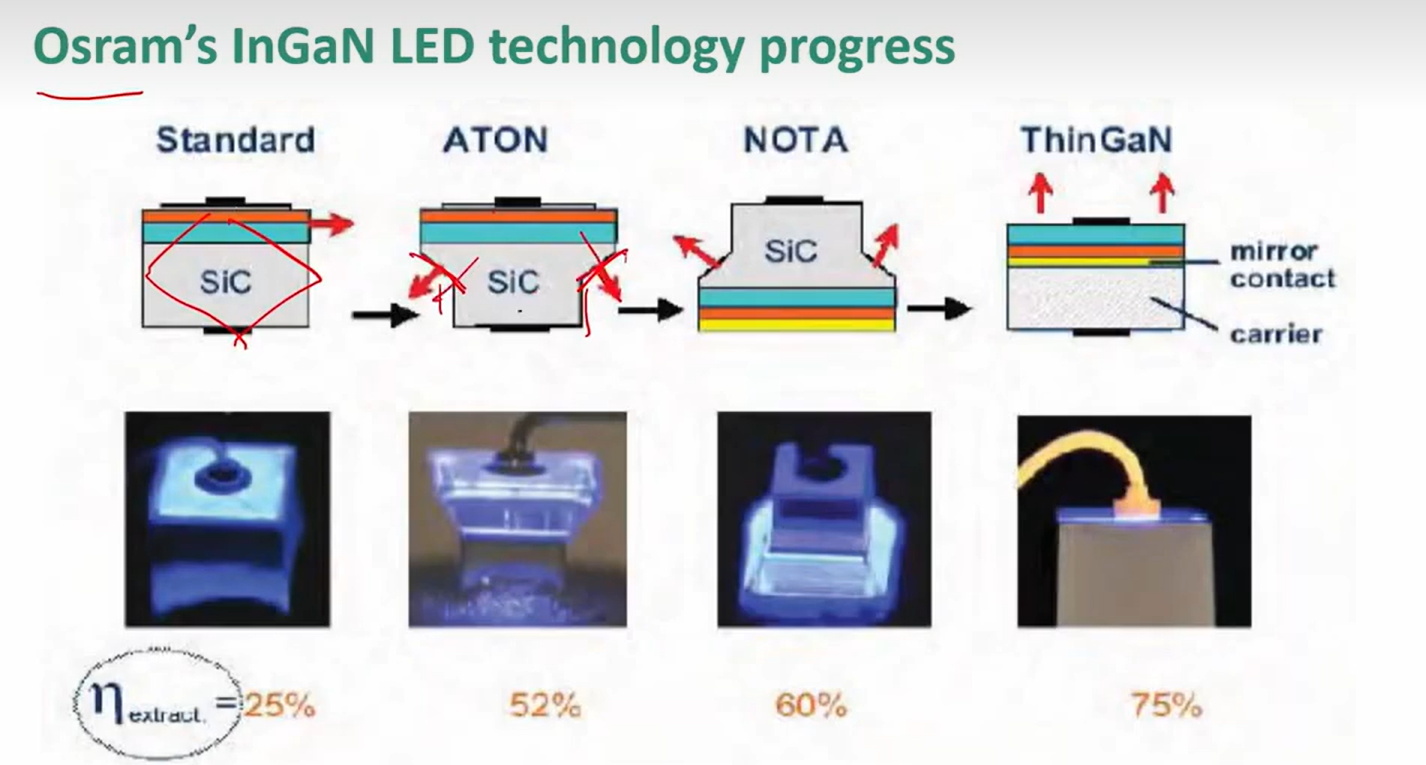 Osram's InGaN LED technology progress
Standard
ATON
NOTA
ThinGaN
SiC
SiC
SiC
mirror
contact
carrier
η extract. = 25%
52%
60%
75%